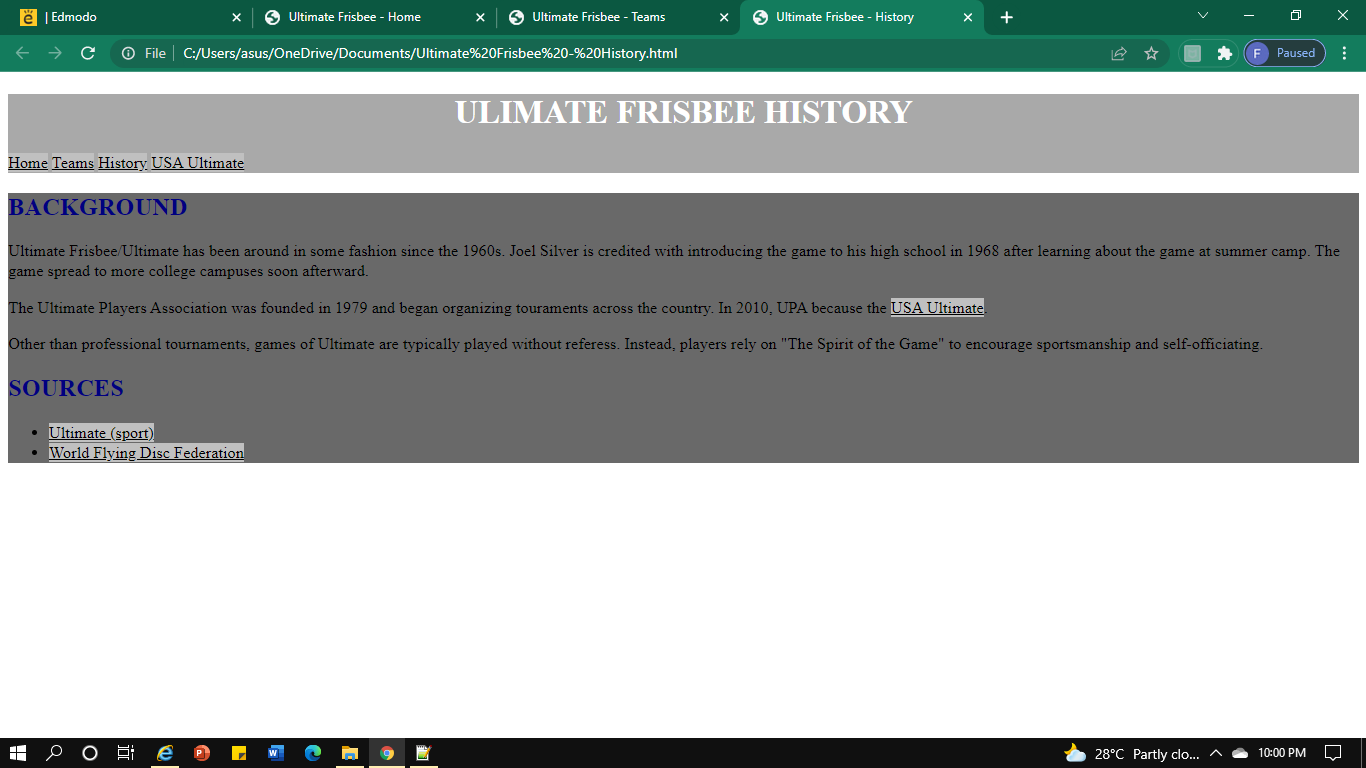 | Edmodo
Ultimate Frisbee - Home
Ultimate Frisbee - Teams
Ultimate Frisbee - History
File
C:/Users/asus/OneDrive/Documents/Ultimate%20Frisbee%20-%20History.html
F Paused
ULIMATE FRISBEE HISTORY
Home Teams History USA Ultimate
BACKGROUND
Ultimate Frisbee/Ultimate has been around in some fashion since the 1960s. Joel Silver is credited with introducing the game to his high school in 1968 after learning about the game at summer camp. The
game spread to more college campuses soon afterward.
The Ultimate Players Association was founded in 1979 and began organizing touraments across the country. In 2010, UPA because the USA Ultimate.
Other than professional tournaments, games of Ultimate are typically played without referess. Instead, players rely on "The Spirit of the Game" to encourage sportsmanship and self-officiating.
SOURCES
Ultimate (sport)
World Flying Disc Federation
28°C Partly clo...
10:00 PM